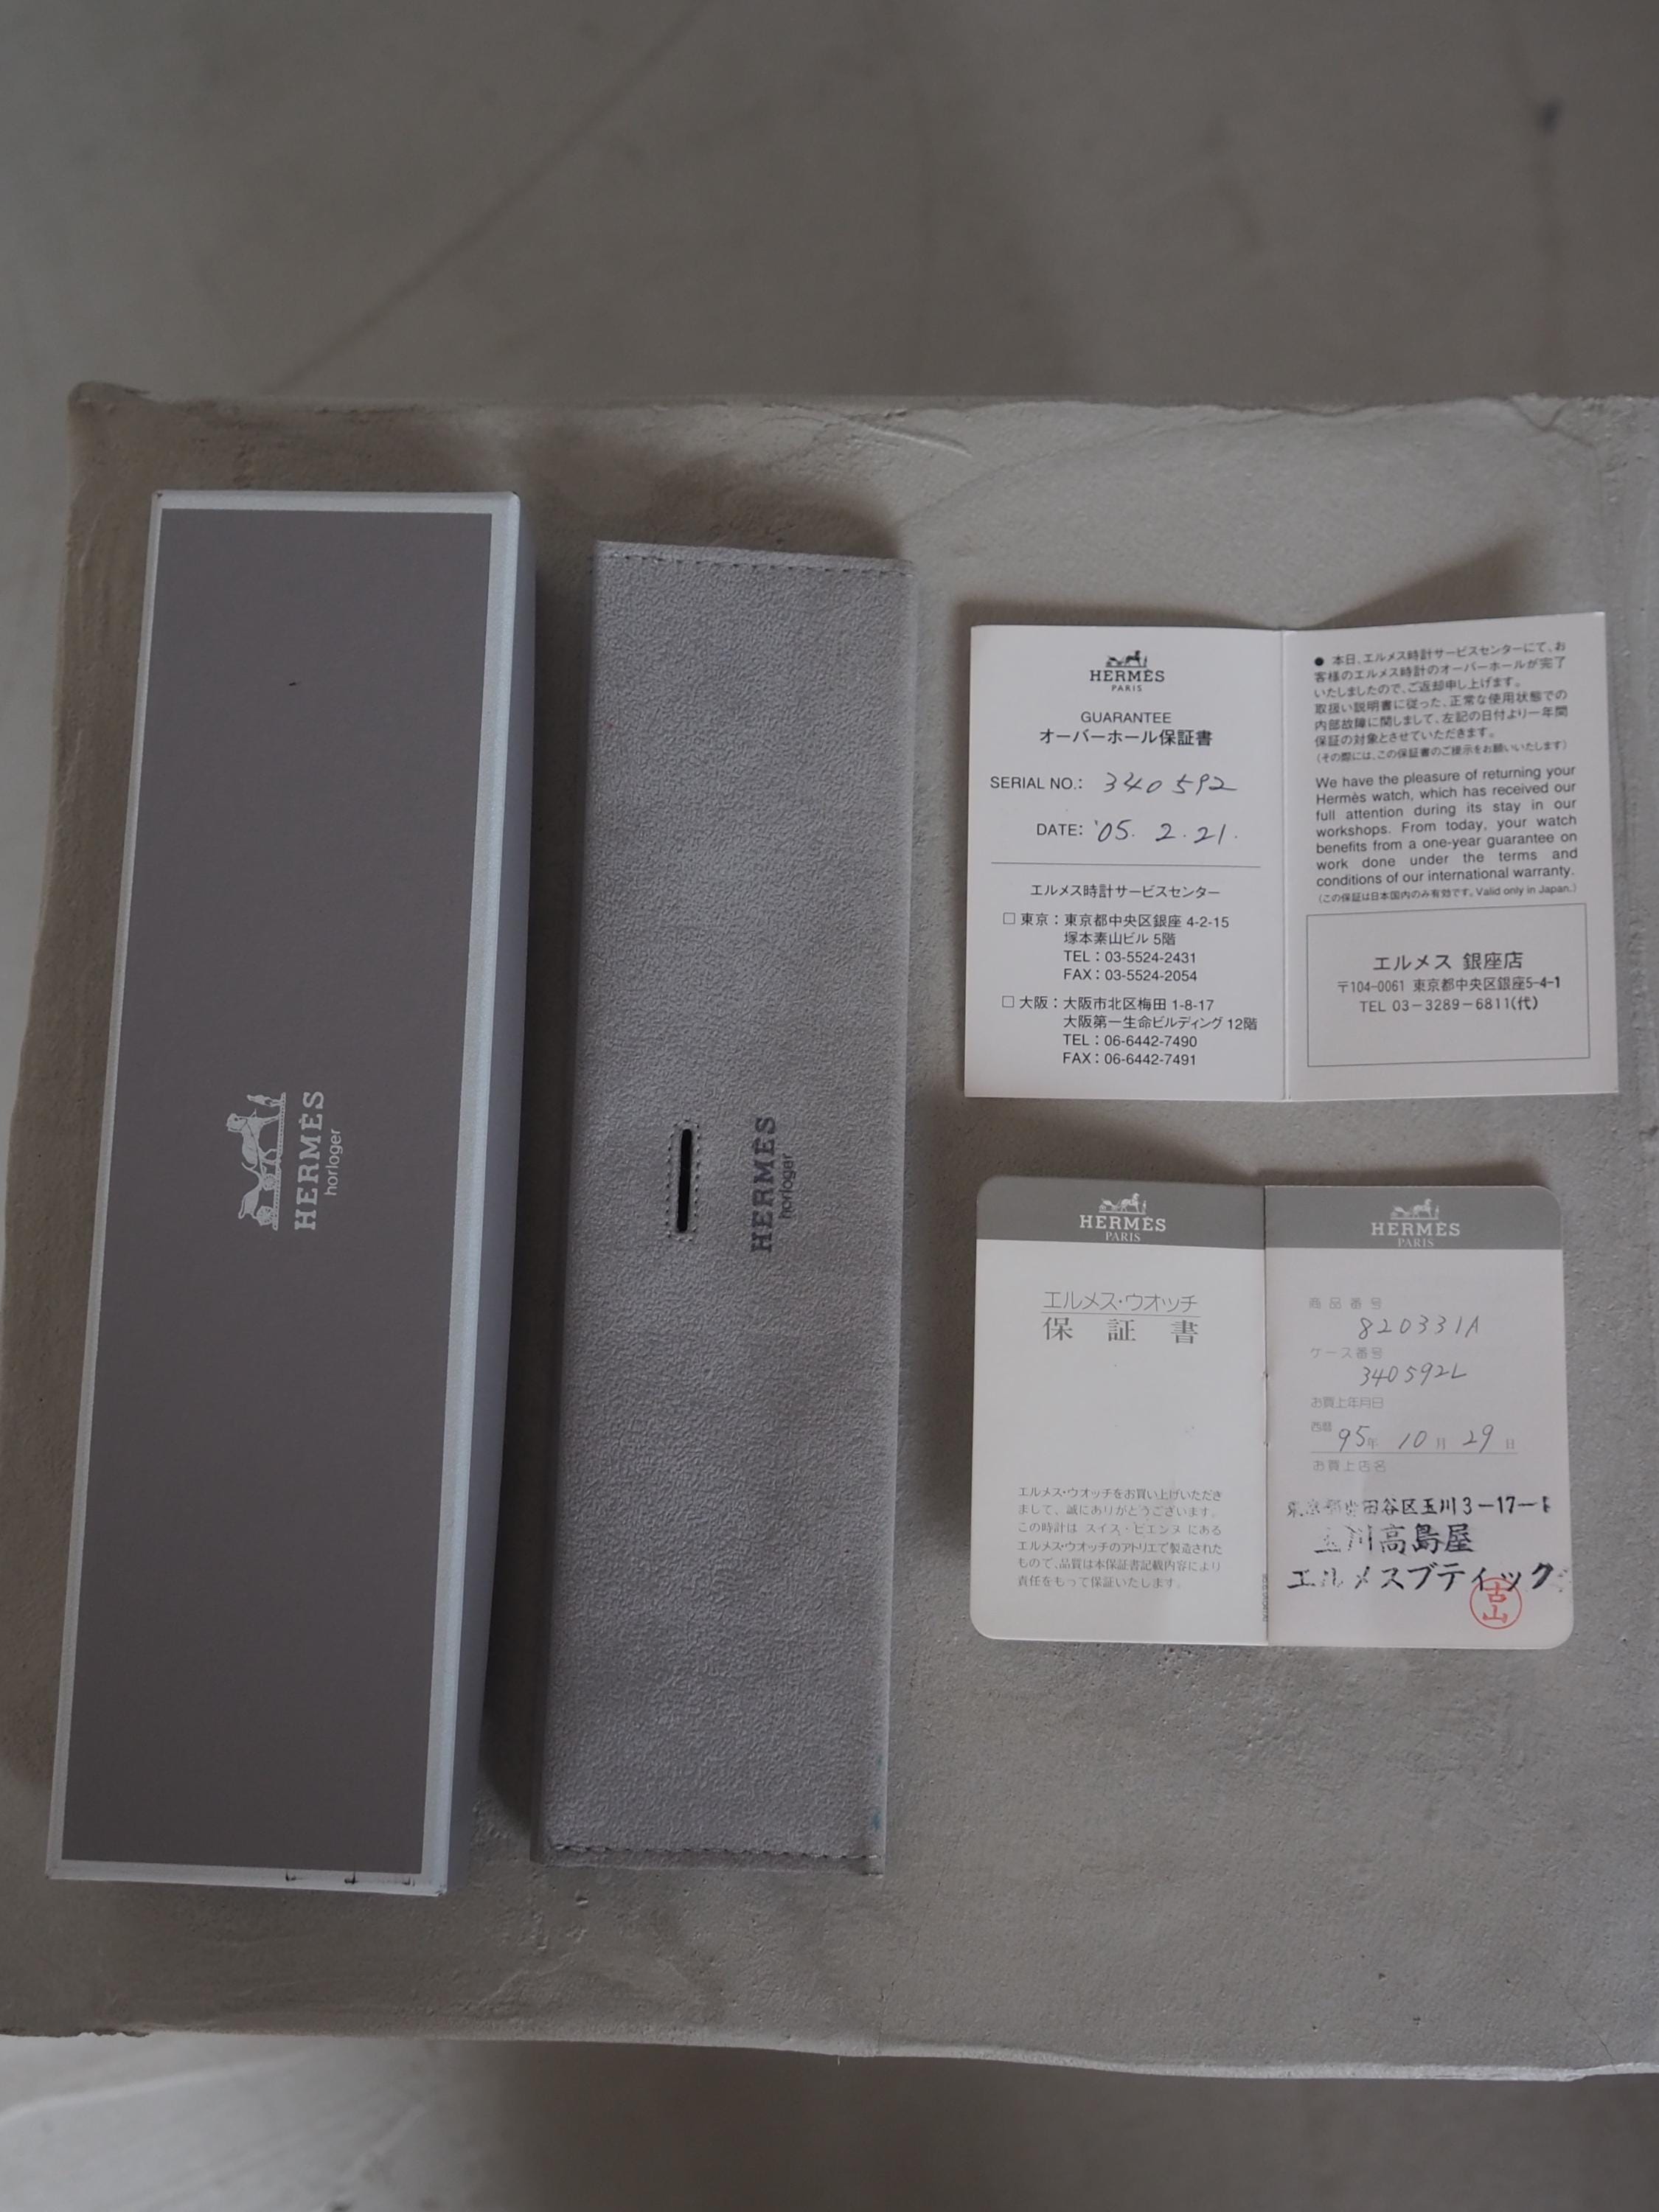 HERMÈS
horloger
HERMES
horloger
HERMÈS
PARIS
GUARANTEE
オーバーホール保証書
SERIAL NO.: 340592
DATE: '05. 2. 21.
エルメス時計サービスセンター
□ 東京：東京都中央区銀座 4-2-15
塚本素山ビル 5階
TEL：03-5524-2431
FAX：03-5524-2054
□ 大阪：大阪市北区梅田 1-8-17
大阪第一生命ビルディング 12階
TEL：06-6442-7490
FAX：06-6442-7491
● 本日、エルメス時計サービスセンターにて、お
客様のエルメス時計のオーバーホールが完了
いたしましたので、ご返却申し上げます。
取扱い説明書に従った、正常な使用状態での
内部故障に関しまして、左記の日付より一年間
保証の対象とさせていただきます。
（その際には、この保証書のご提示をお願いいたします）
We have the pleasure of returning your
Hermès watch, which has received our
full attention during its stay in our
workshops. From today, your watch
benefits from a one-year guarantee on
work done under the terms and
conditions of our international warranty.
（この保証は日本国内のみ有効です。Valid only in Japan.）
エルメス 銀座店
〒104-0061 東京都中央区銀座5-4-1
TEL 03－3289－6811(代)
HERMÈS
PARIS
エルメス・ウオッチ
保 証 書
エルメス・ウオッチをお買い上げいただき
まして、誠にありがとうございます。
この時計は スイス・ビエンヌ にある
エルメス・ウオッチのアトリエで製造された
もので、品質は本保証書記載内容により
責任をもって保証いたします。
HERMÈS
PARIS
商品番号
820331A
ケース番号
340592L
お買上年月日
西暦 95年 10月 29日
お買上店名
東京都世田谷区玉川3－17－1
玉川高島屋
エルメスブティック
古山